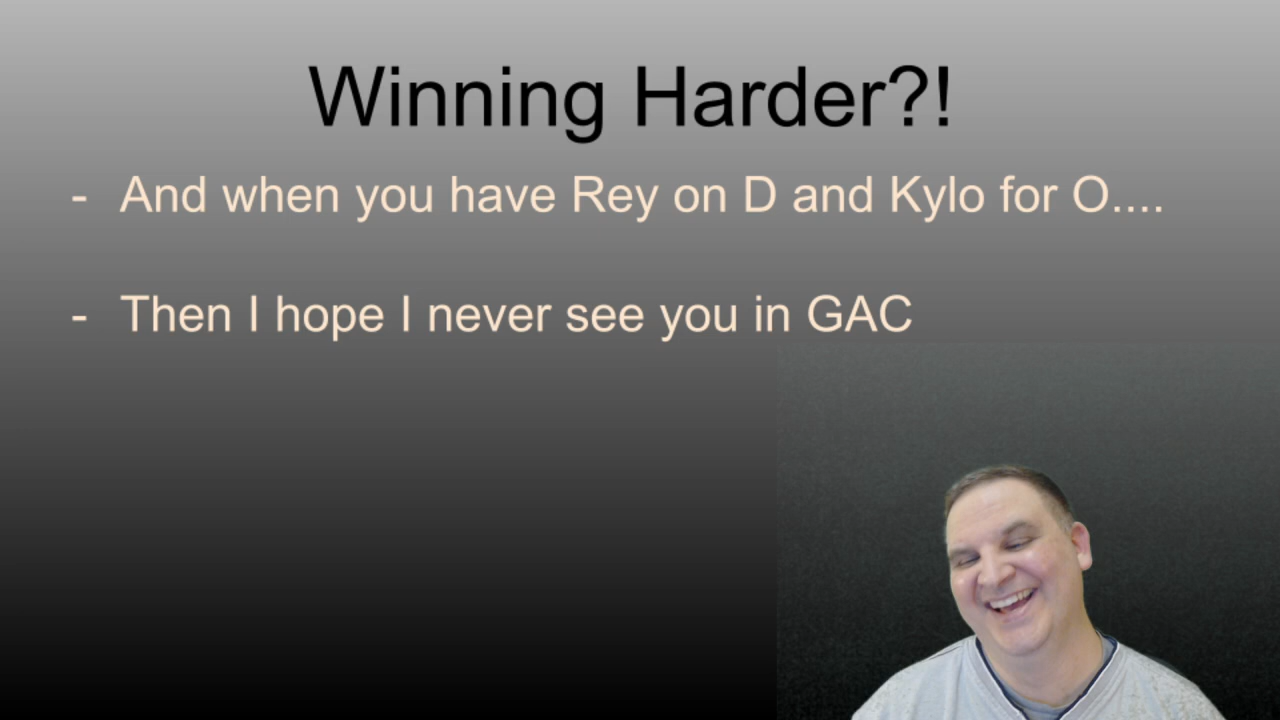 Winning Harder?!
- And when you have Rey on D and Kylo for O....
- Then I hope I never see you in GAC